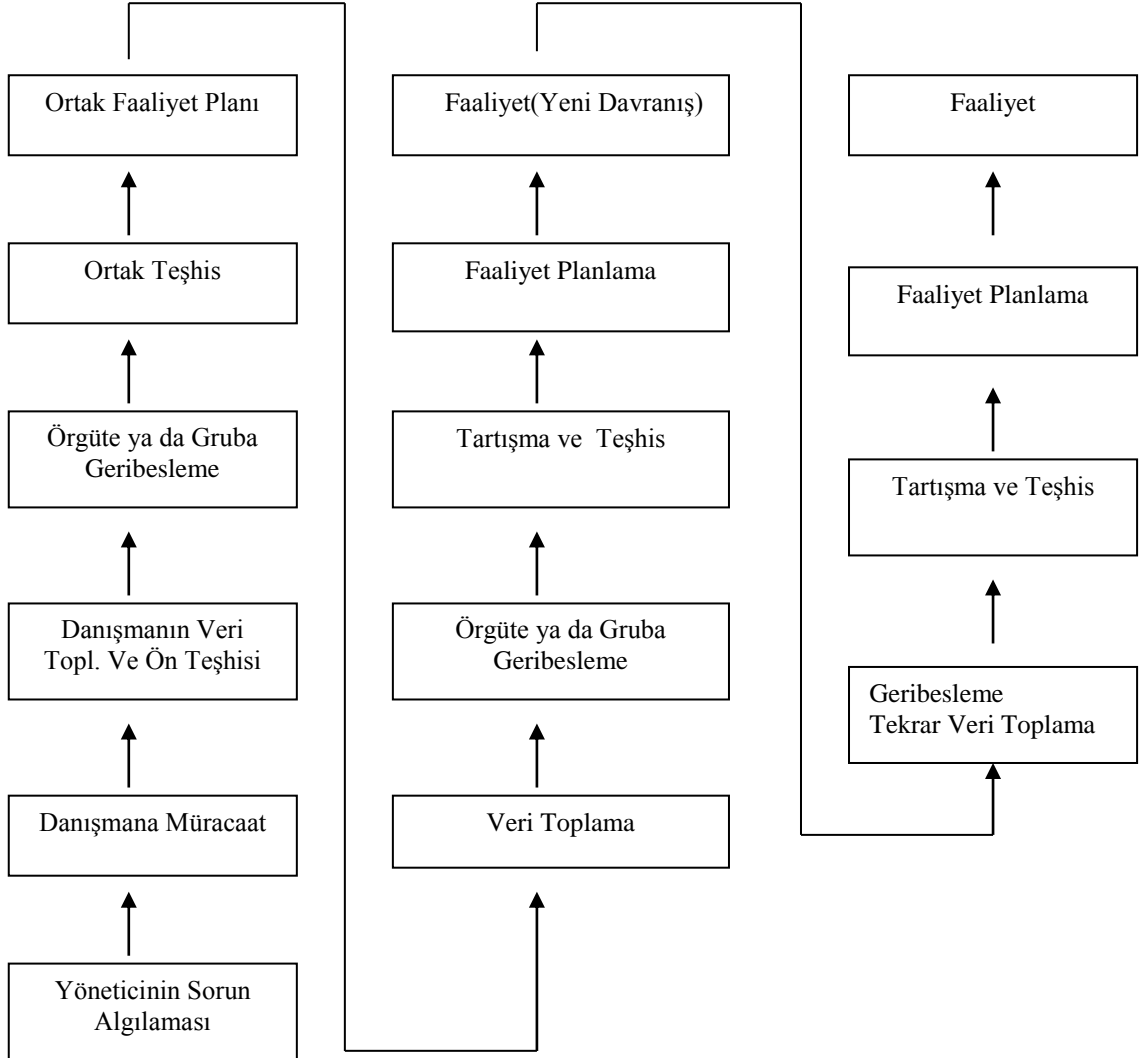 Ortak Faaliyet Planı
Ortak Teşhis
Örgüte ya da Gruba
Geribesleme
Danışmanın Veri
Topl. Ve Ön Teşhisi
Danışmana Müracaat
Yöneticinin Sorun
Algılaması
Faaliyet(Yeni Davranış)
Faaliyet Planlama
Tartışma ve Teşhis
Örgüte ya da Gruba
Geribesleme
Veri Toplama
Faaliyet
Faaliyet Planlama
Tartışma ve Teşhis
Geribesleme
Tekrar Veri Toplama